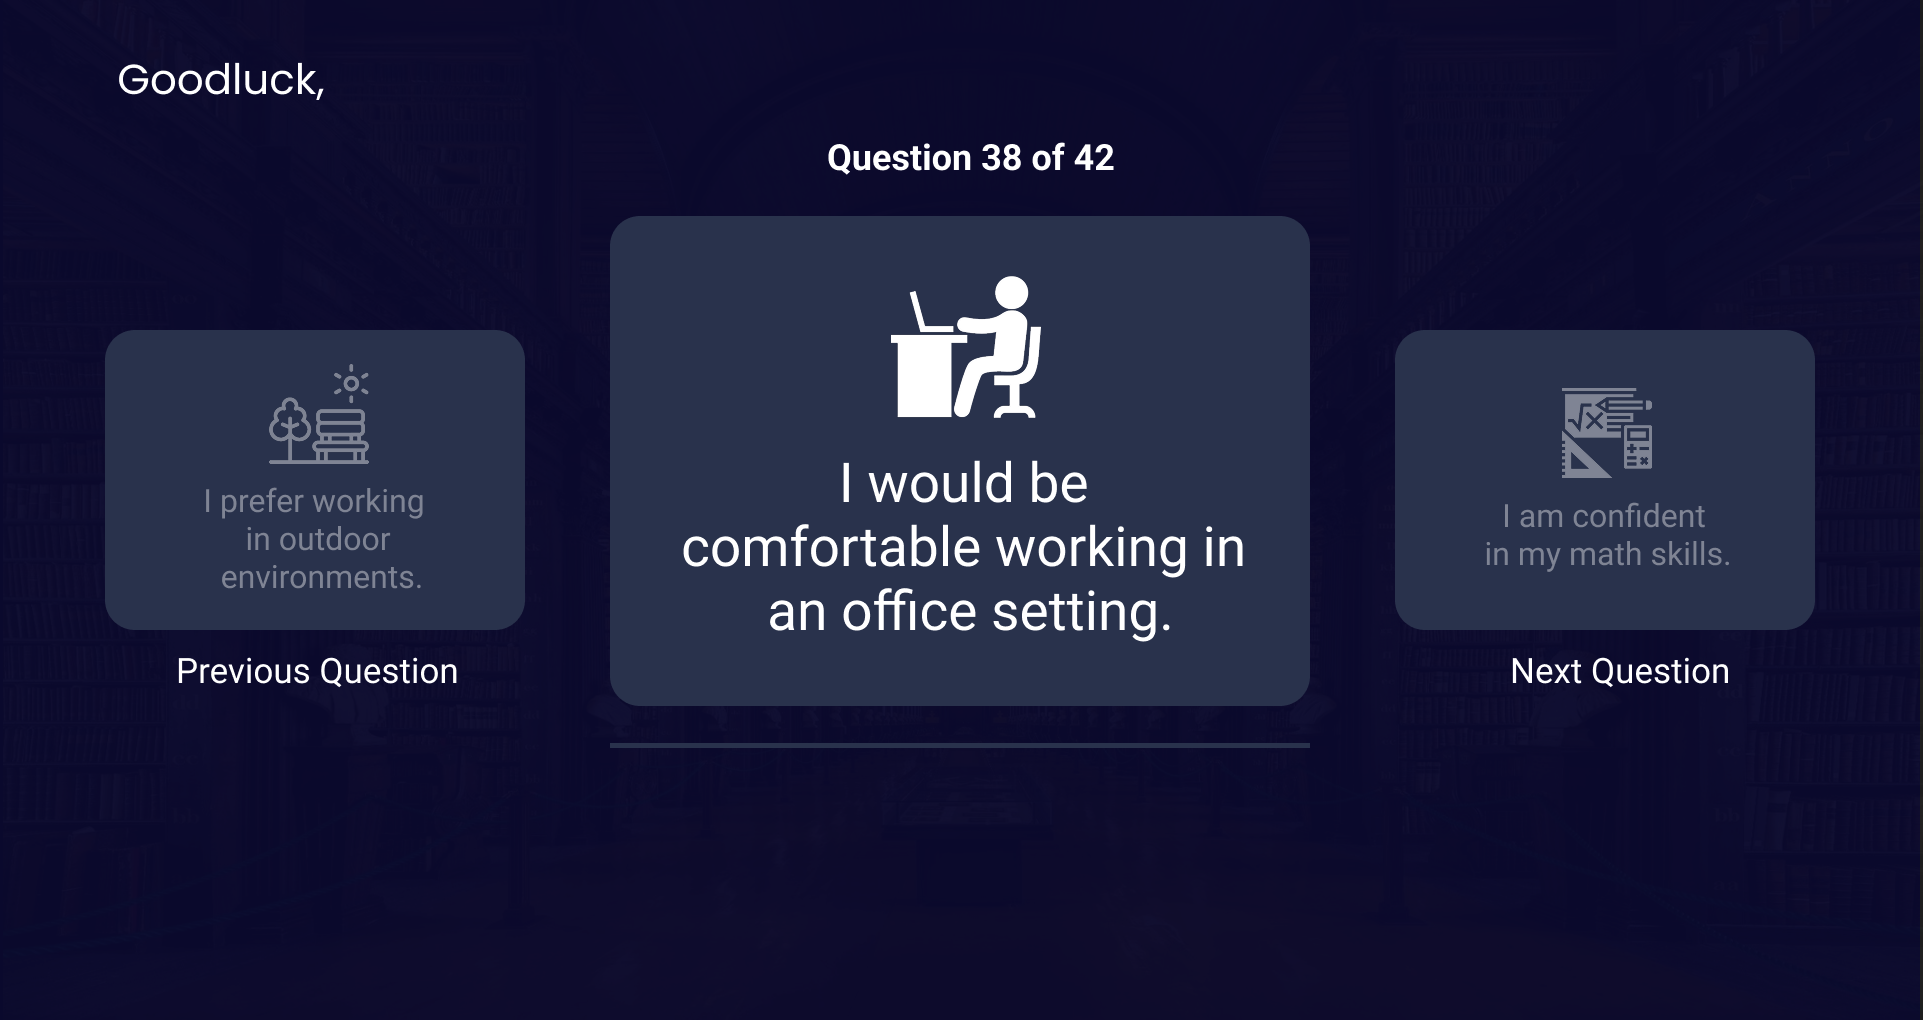 Goodluck,
Question 38 of 42
I prefer working
in outdoor
environments.
Previous Question
I would be
comfortable working in
an office setting.
I am confident
in my math skills.
Next Question